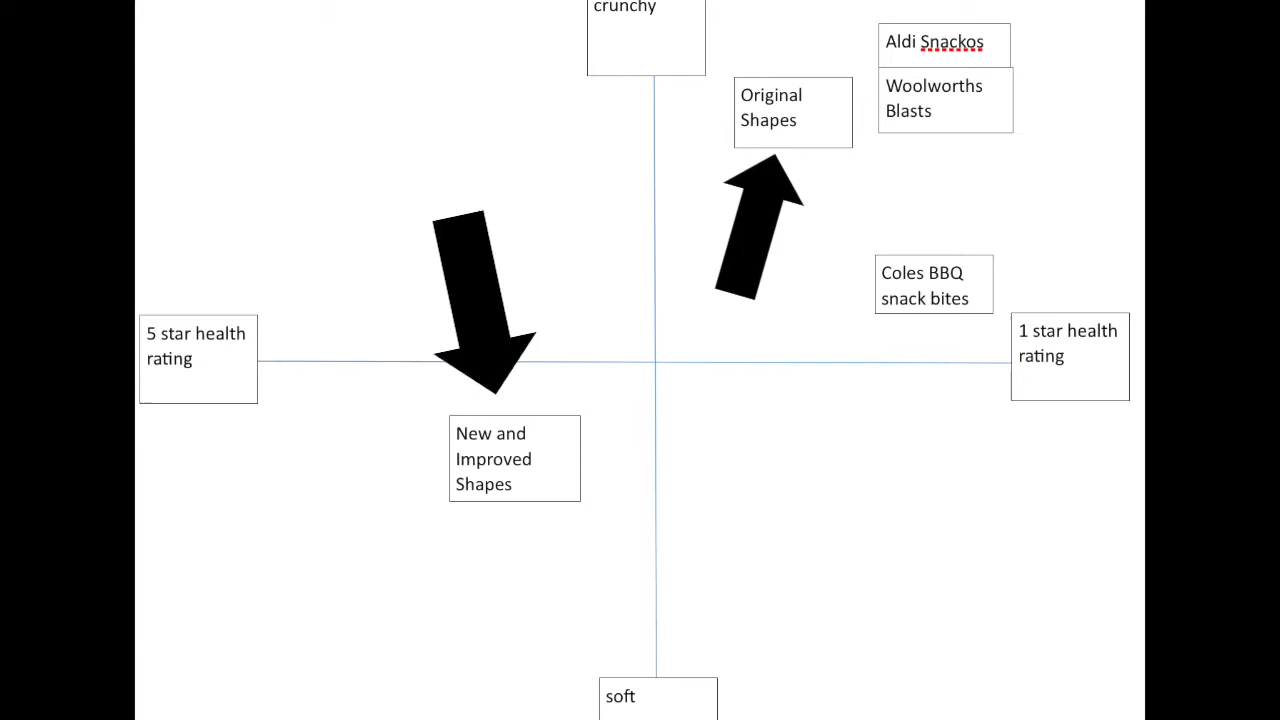 crunchy
Aldi Snackos
Original
Shapes
Woolworths
Blasts
Coles BBQ
snack bites
5 star health
rating
1 star health
rating
New and
Improved
Shapes
soft